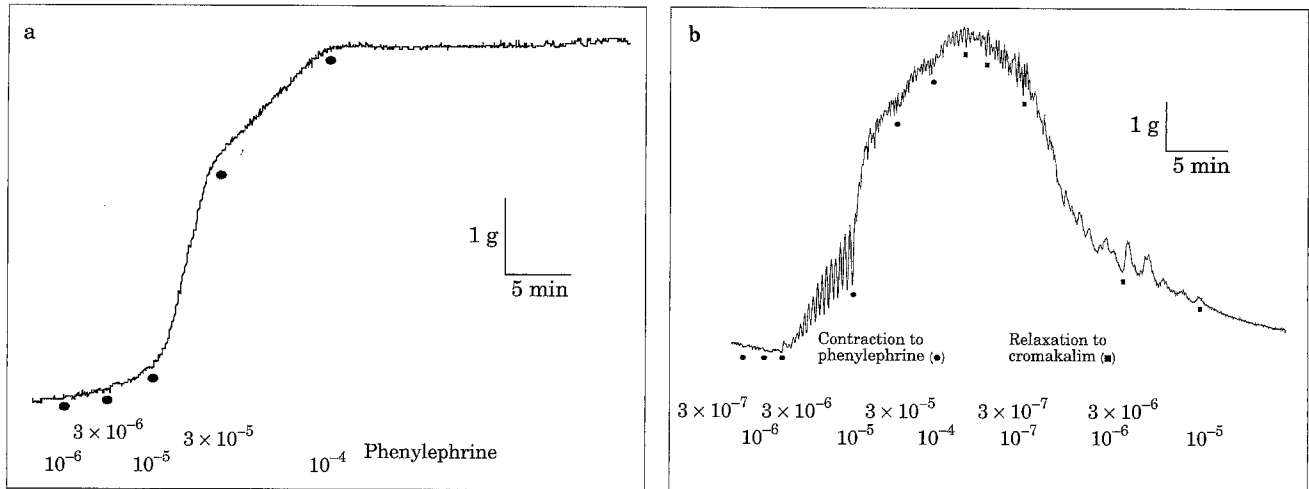 a
1 g
5 min
3 × 10⁻⁶ 3 × 10⁻⁵
10⁻⁶ 10⁻⁵ 10⁻⁴ Phenylephrine
b
1 g
5 min
Contraction to
phenylephrine (●)
Relaxation to
cromakalim (■)
3 × 10⁻⁷ 3 × 10⁻⁶ 3 × 10⁻⁵ 3 × 10⁻⁷ 3 × 10⁻⁶
10⁻⁶ 10⁻⁵ 10⁻⁴ 10⁻⁷ 10⁻⁶ 10⁻⁵